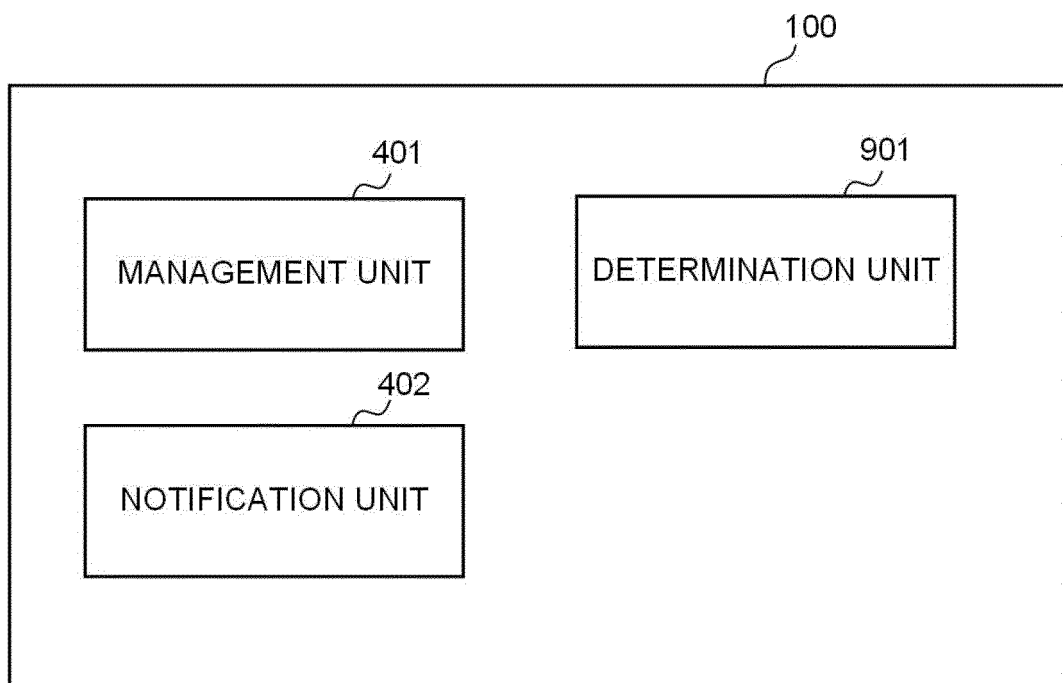 100
401
MANAGEMENT UNIT
901
DETERMINATION UNIT
402
NOTIFICATION UNIT